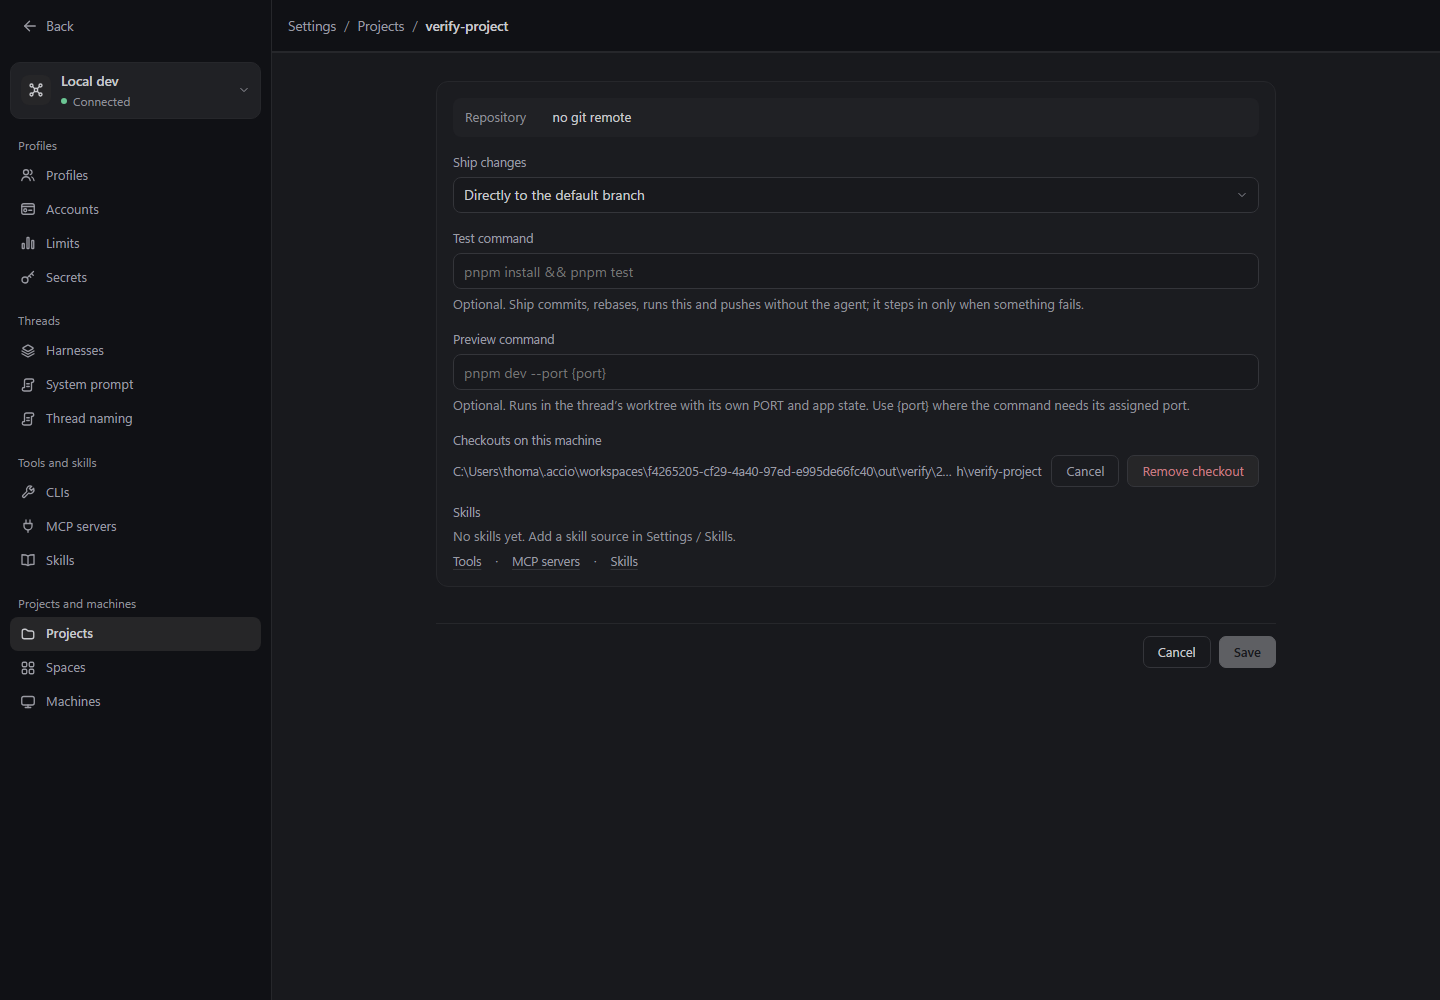 Back
Settings / Projects / verify-project
Local dev
Connected
Profiles
Profiles
Accounts
Limits
Secrets
Threads
Harnesses
System prompt
Thread naming
Tools and skills
CLIs
MCP servers
Skills
Projects and machines
Projects
Spaces
Machines
Repository no git remote
Ship changes
Directly to the default branch
Test command
pnpm install && pnpm test
Optional. Ship commits, rebases, runs this and pushes without the agent; it steps in only when something fails.
Preview command
pnpm dev --port {port}
Optional. Runs in the thread's worktree with its own PORT and app state. Use {port} where the command needs its assigned port.
Checkouts on this machine
C:\Users\thoma\.accio\workspaces\f4265205-cf29-4a40-97ed-e995de66fc40\out\verify\2... h\verify-project Cancel Remove checkout
Skills
No skills yet. Add a skill source in Settings / Skills.
Tools · MCP servers · Skills
Cancel Save